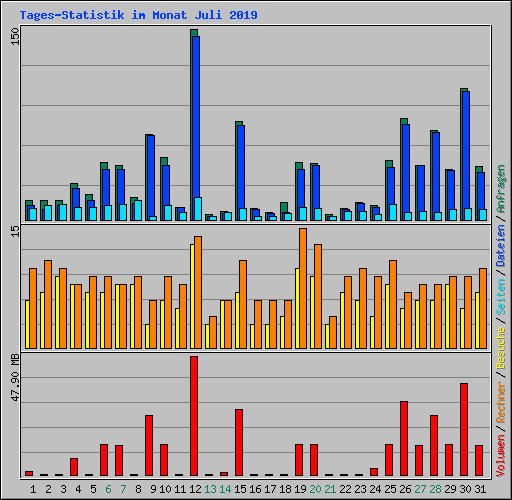 Tages-Statistik im Monat Juli 2019
150
15
47.90 MB
Volumen / Rechner / Besuche / Seiten / Dateien / Anfragen
1 2 3 4 5 6 7 8 9 10 11 12 13 14 15 16 17 18 19 20 21 22 23 24 25 26 27 28 29 30 31